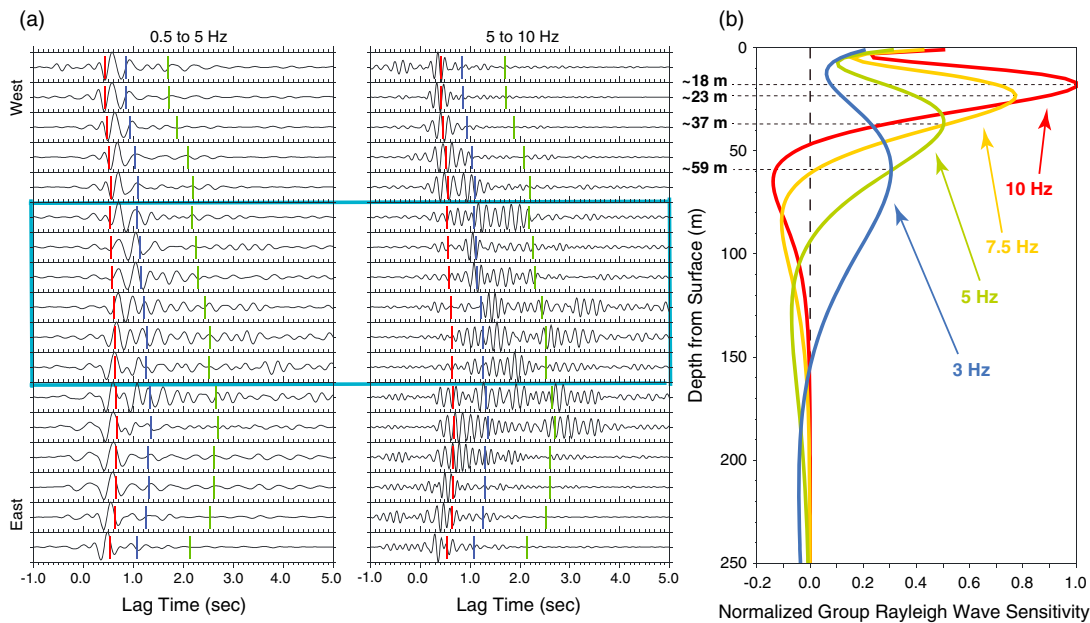 (a)
0.5 to 5 Hz
5 to 10 Hz
West
East
-1.0 0.0 1.0 2.0 3.0 4.0 5.0
-1.0 0.0 1.0 2.0 3.0 4.0 5.0
Lag Time (sec)
Lag Time (sec)
(b)
0
~18 m
~23 m
~37 m
50
~59 m
100
150
200
250
Depth from Surface (m)
10 Hz
7.5 Hz
5 Hz
3 Hz
-0.2 0.0 0.2 0.4 0.6 0.8 1.0
Normalized Group Rayleigh Wave Sensitivity